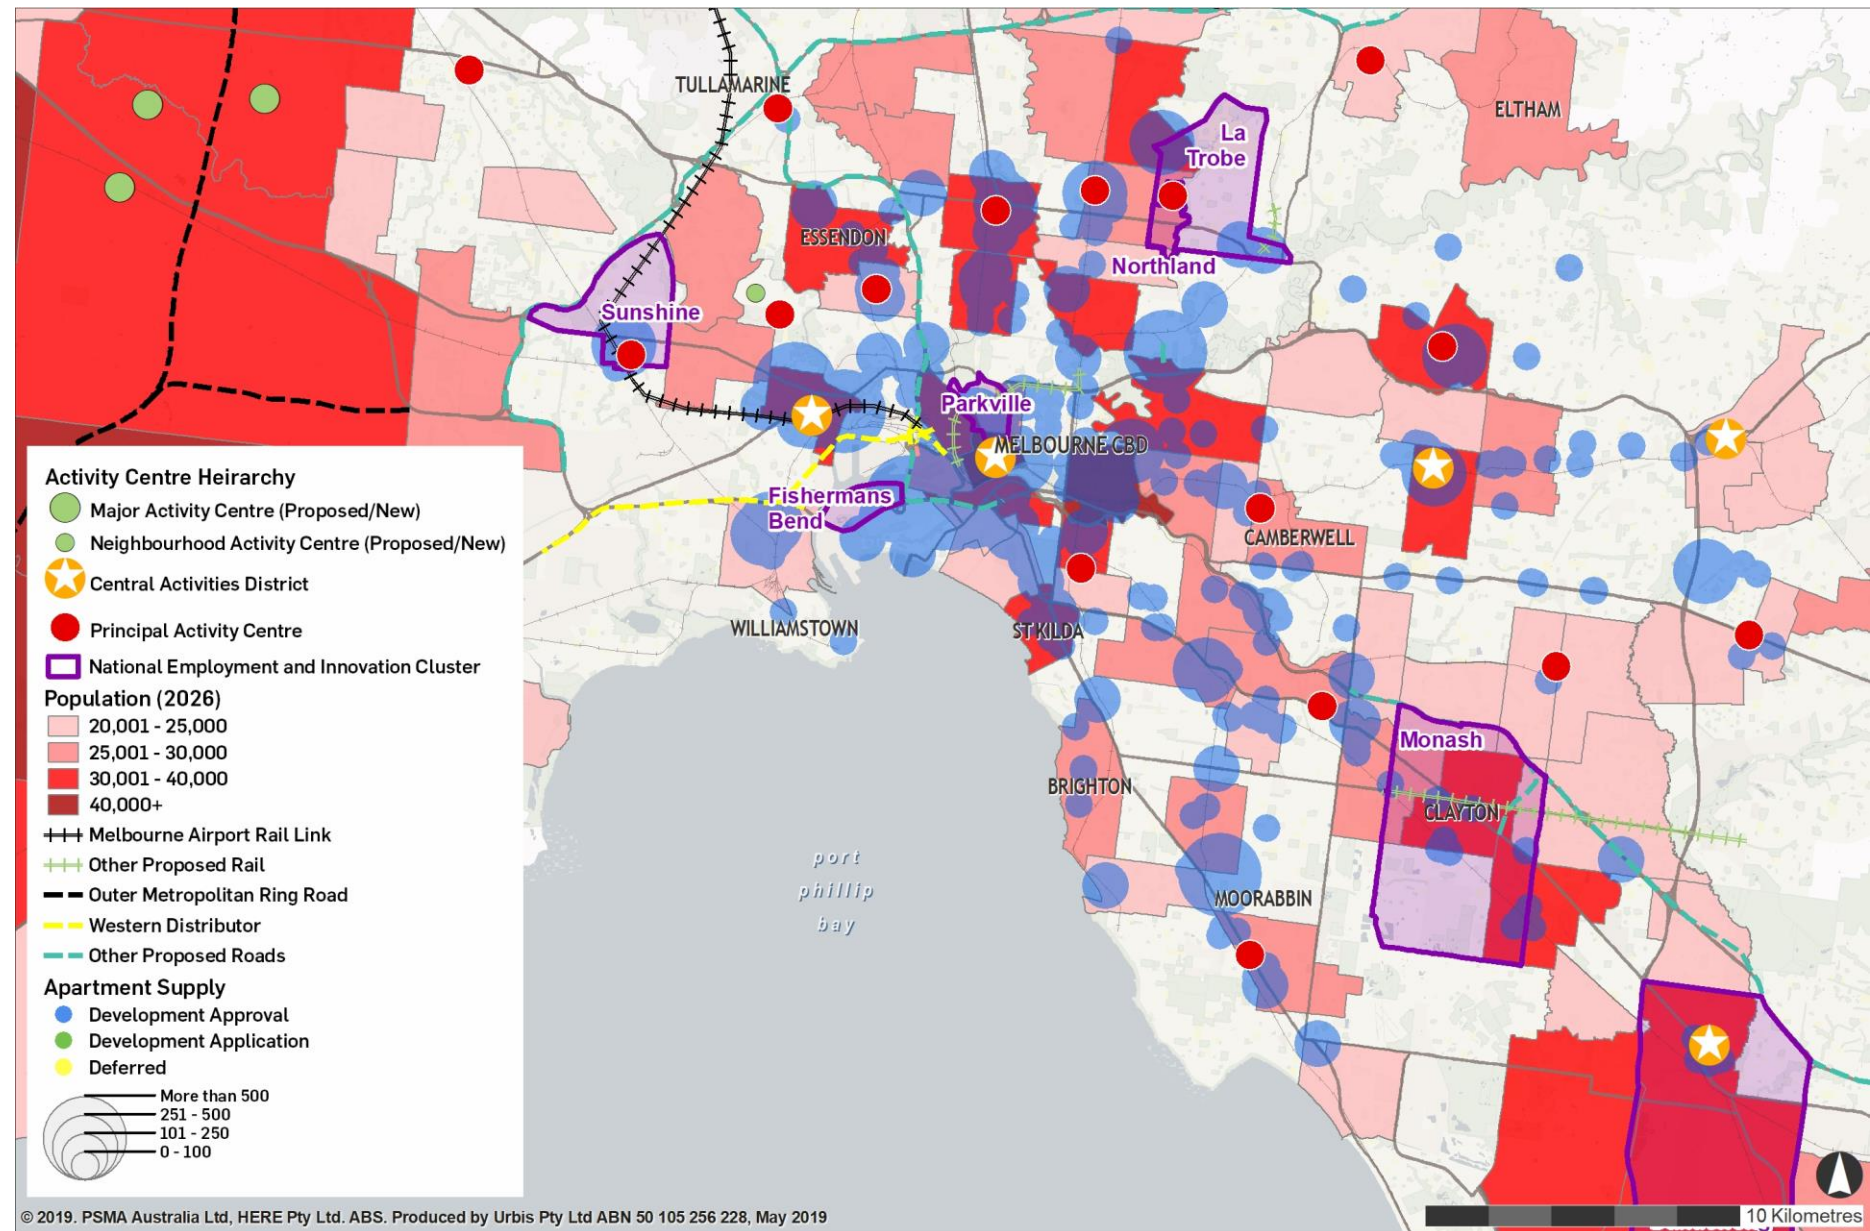 TULLAMARINE
ELTHAM
La
Trobe
ESSENDON
Northland
Sunshine
Parkville
MELBOURNE CBD
Fishermans
Bend
CAMBERWELL
WILLIAMSTOWN
ST KILDA
Monash
BRIGHTON
CLAYTON
port
phillip
bay
MOORABBIN
Activity Centre Heirarchy
Major Activity Centre (Proposed/New)
Neighbourhood Activity Centre (Proposed/New)
Central Activities District
Principal Activity Centre
National Employment and Innovation Cluster
Population (2026)
20,001 - 25,000
25,001 - 30,000
30,001 - 40,000
40,000+
Melbourne Airport Rail Link
Other Proposed Rail
Outer Metropolitan Ring Road
Western Distributor
Other Proposed Roads
Apartment Supply
Development Approval
Development Application
Deferred
More than 500
251 - 500
101 - 250
0 - 100
10 Kilometres
© 2019. PSMA Australia Ltd, HERE Pty Ltd. ABS. Produced by Urbis Pty Ltd ABN 50 105 256 228, May 2019